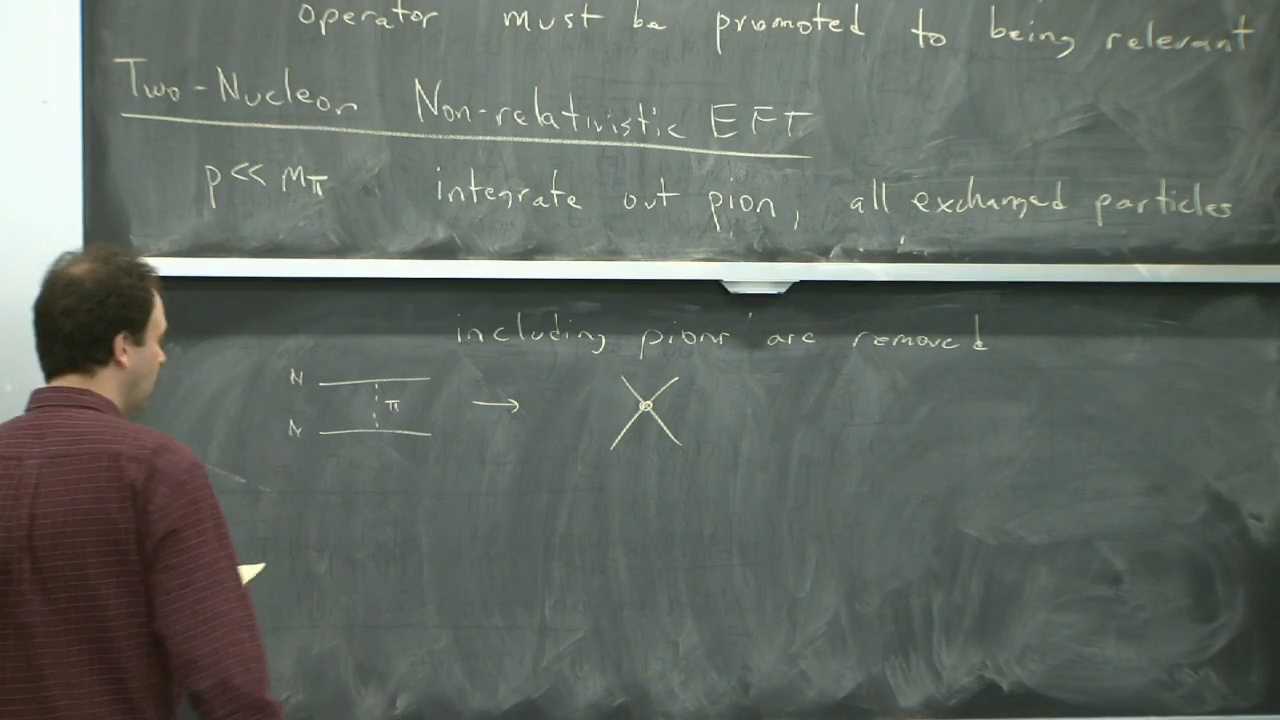 operator must be promoted to being relevant
Two-Nucleon Non-relativistic EFT
p << mπ integrate out pion, all exchanged particles
including pions are removed
N
π →
N